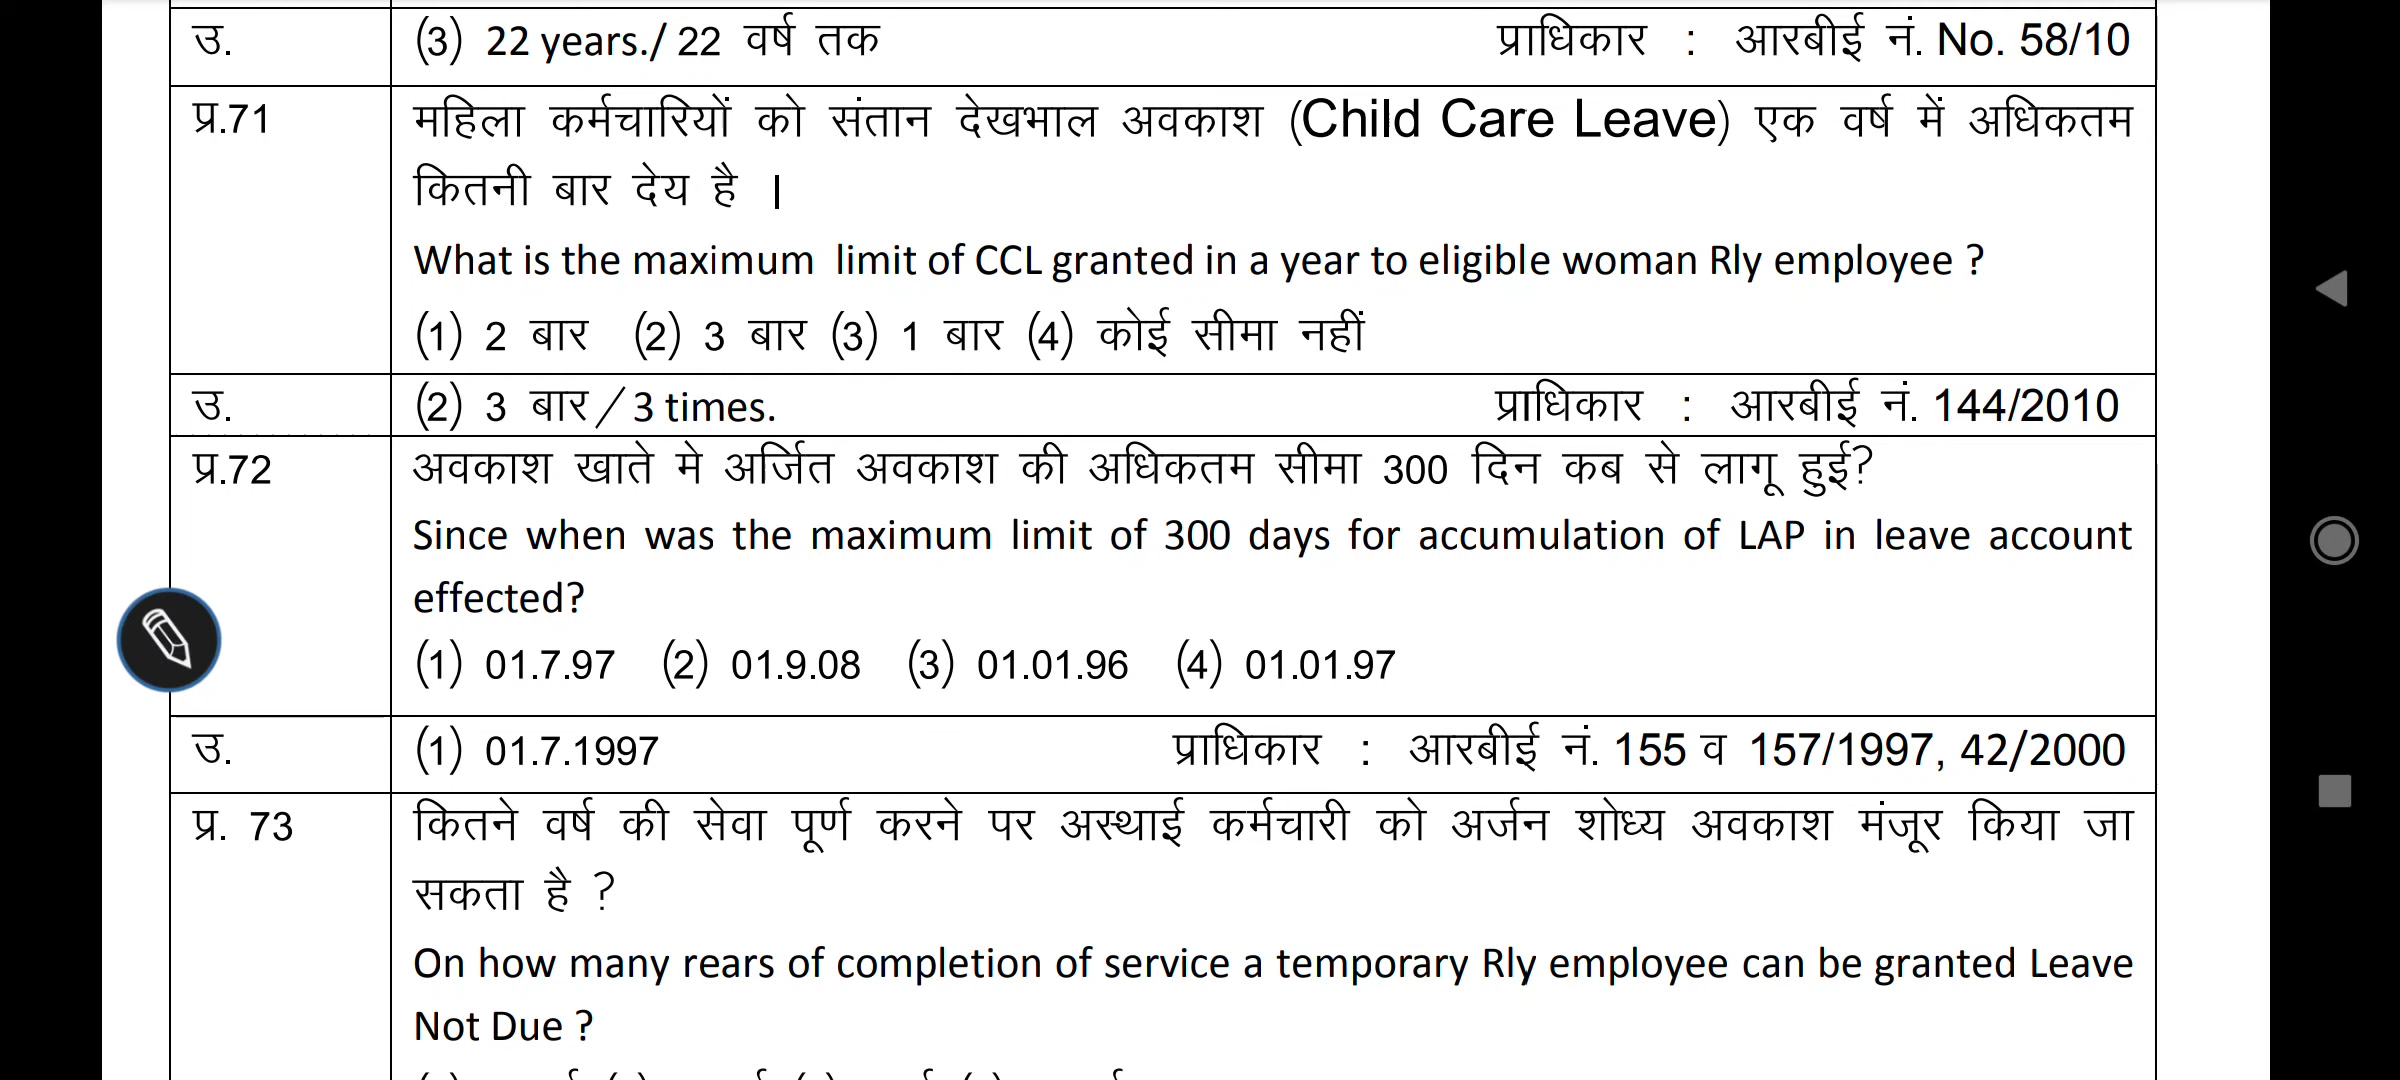 उ. (3) 22 years./ 22 वर्ष तक प्राधिकार : आरबीई नं. No. 58/10
प्र.71 महिला कर्मचारियों को संतान देखभाल अवकाश (Child Care Leave) एक वर्ष में अधिकतम
कितनी बार देय है ।
What is the maximum limit of CCL granted in a year to eligible woman Rly employee ?
(1) 2 बार (2) 3 बार (3) 1 बार (4) कोई सीमा नहीं
उ. (2) 3 बार / 3 times. प्राधिकार : आरबीई नं. 144/2010
प्र.72 अवकाश खाते मे अर्जित अवकाश की अधिकतम सीमा 300 दिन कब से लागू हुई?
Since when was the maximum limit of 300 days for accumulation of LAP in leave account
effected?
(1) 01.7.97 (2) 01.9.08 (3) 01.01.96 (4) 01.01.97
उ. (1) 01.7.1997 प्राधिकार : आरबीई नं. 155 व 157/1997, 42/2000
प्र. 73 कितने वर्ष की सेवा पूर्ण करने पर अस्थाई कर्मचारी को अर्जन शोध्य अवकाश मंजूर किया जा
सकता है ?
On how many rears of completion of service a temporary Rly employee can be granted Leave
Not Due ?